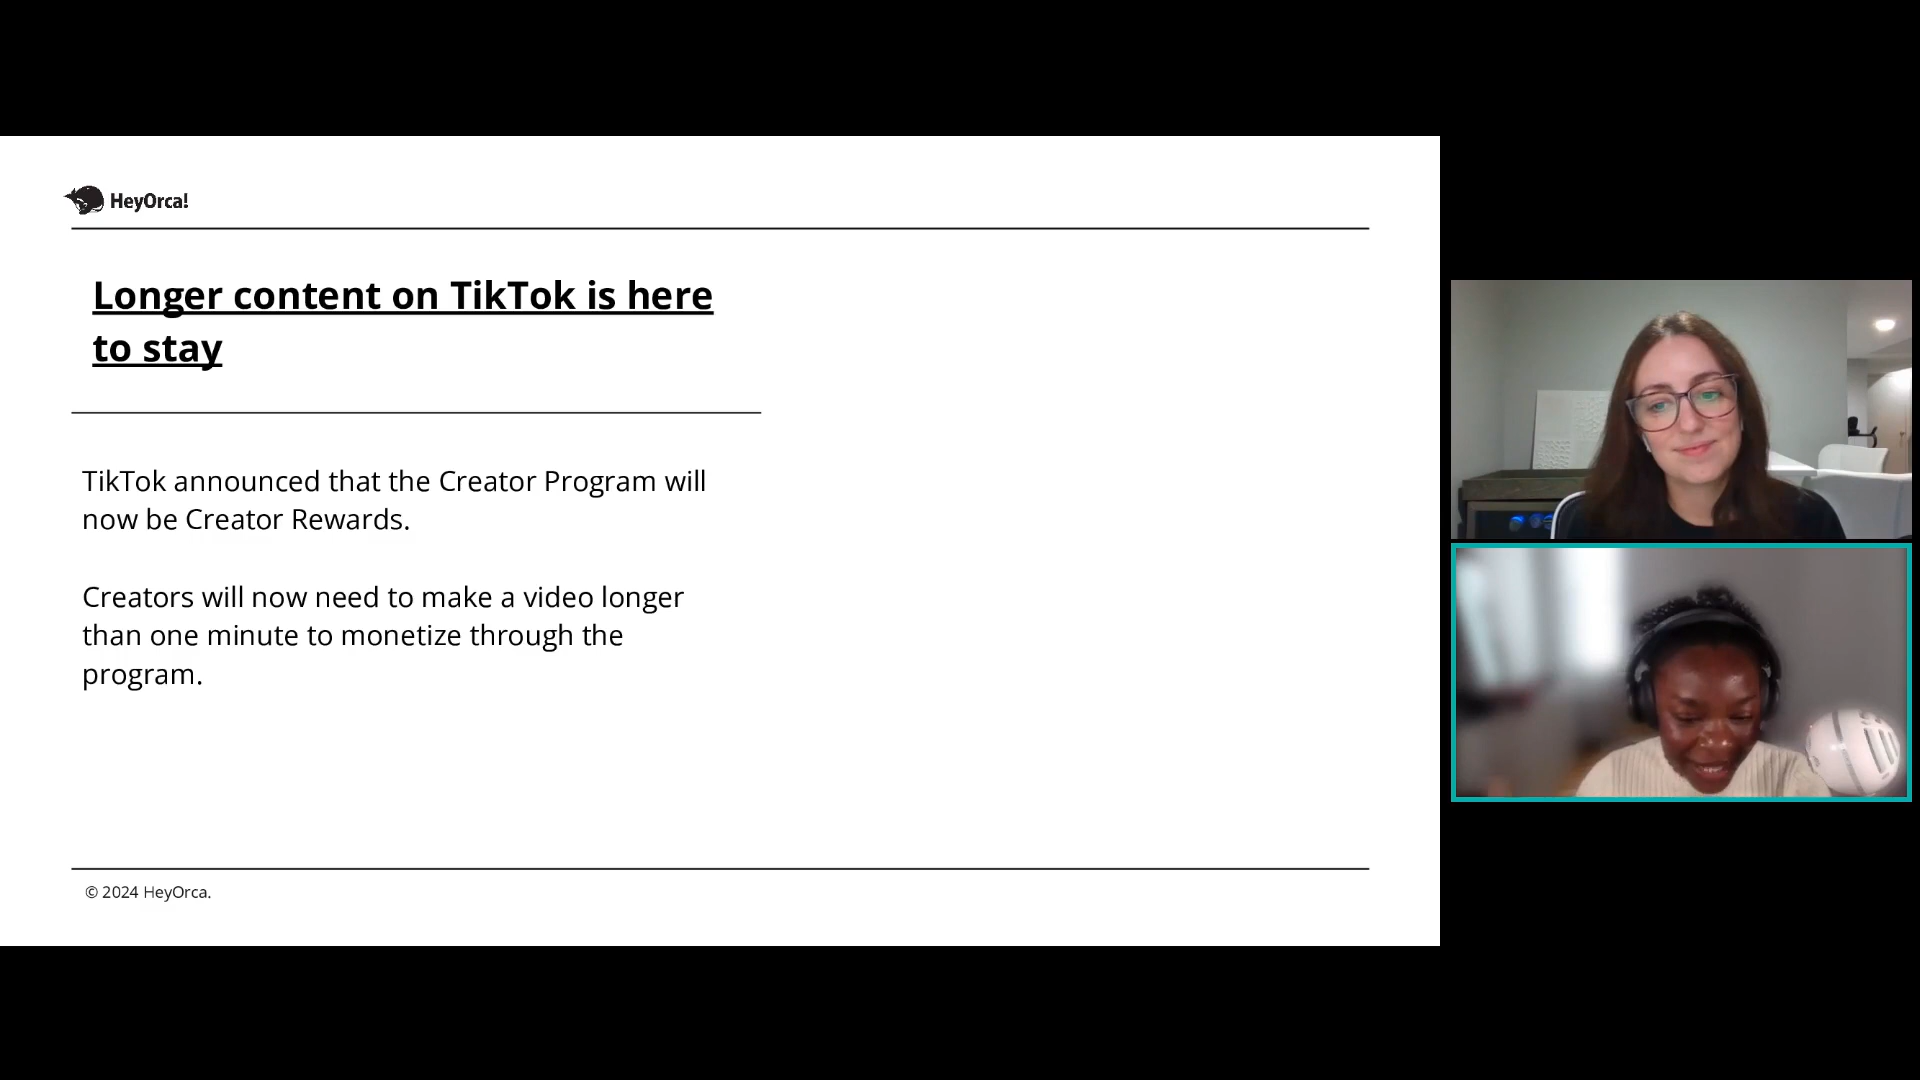 HeyOrca!
Longer content on TikTok is here
to stay
TikTok announced that the Creator Program will
now be Creator Rewards.
Creators will now need to make a video longer
than one minute to monetize through the
program.
© 2024 HeyOrca.